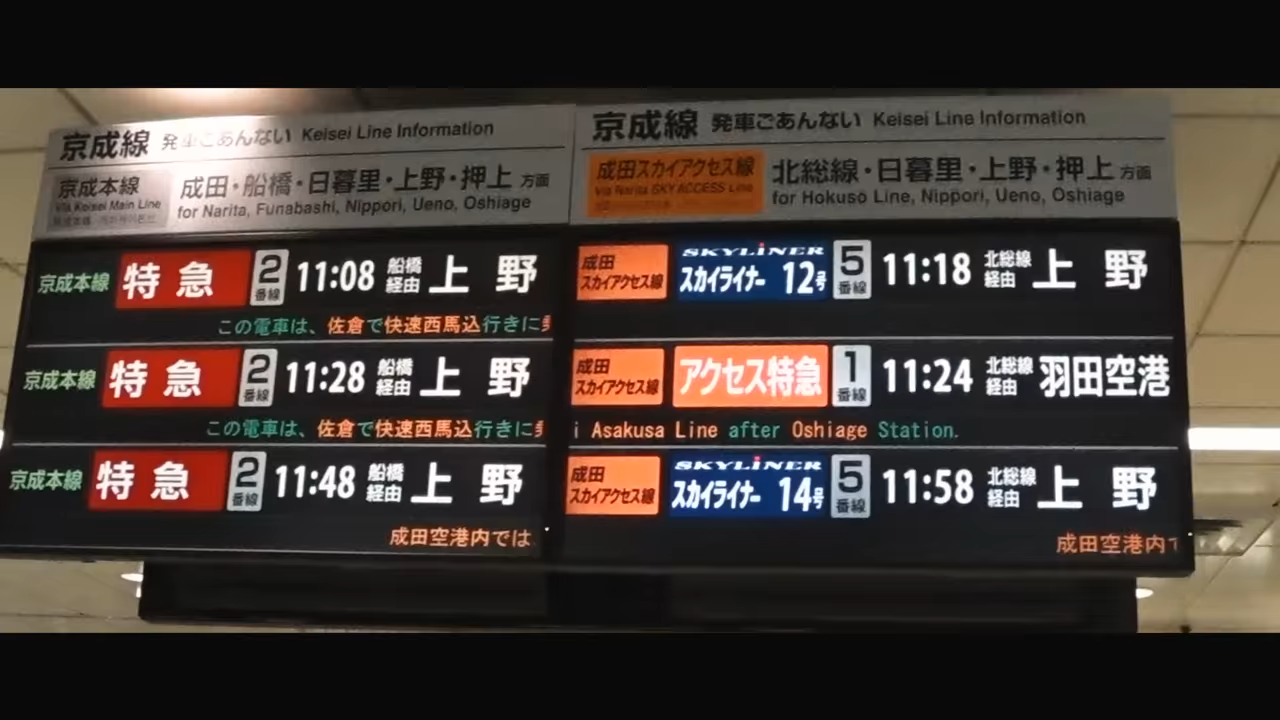 京成線 発車ごあんない Keisei Line Information
京成本線 Via Keisei Main Line
成田・船橋・日暮里・上野・押上 方面
for Narita, Funabashi, Nippori, Ueno, Oshiage
京成本線 特急 2番線 11:08 船橋経由 上野
この電車は、佐倉で快速西馬込行きに
京成本線 特急 2番線 11:28 船橋経由 上野
この電車は、佐倉で快速西馬込行きに
京成本線 特急 2番線 11:48 船橋経由 上野
成田空港内では
京成線 発車ごあんない Keisei Line Information
成田スカイアクセス線 Via Narita SKY ACCESS Line
北総線・日暮里・上野・押上 方面
for Hokuso Line, Nippori, Ueno, Oshiage
成田スカイアクセス線 SKYLINER スカイライナー 12号 5番線 11:18 北総線経由 上野
成田スカイアクセス線 アクセス特急 1番線 11:24 北総線経由 羽田空港
i Asakusa Line after Oshiage Station.
成田スカイアクセス線 SKYLINER スカイライナー 14号 5番線 11:58 北総線経由 上野
成田空港内